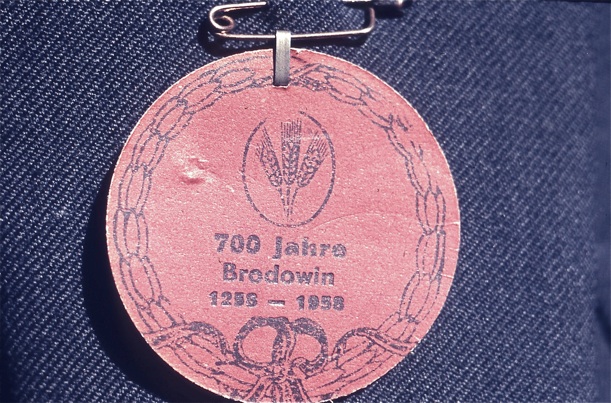 700 Jahre
Brodowin
1258 — 1958